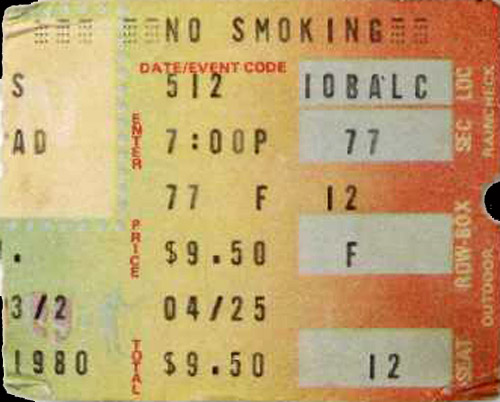 NO SMOKING
DATE/EVENT CODE
S 512 10BALC LOC
AD ENTER 7:00P 77 SEC
77 F 12
. PRICE $9.50 F ROW-BOX
3/2 04/25
1980 TOTAL $9.50 12 SEAT
RAINCHECK
OUTDOOR